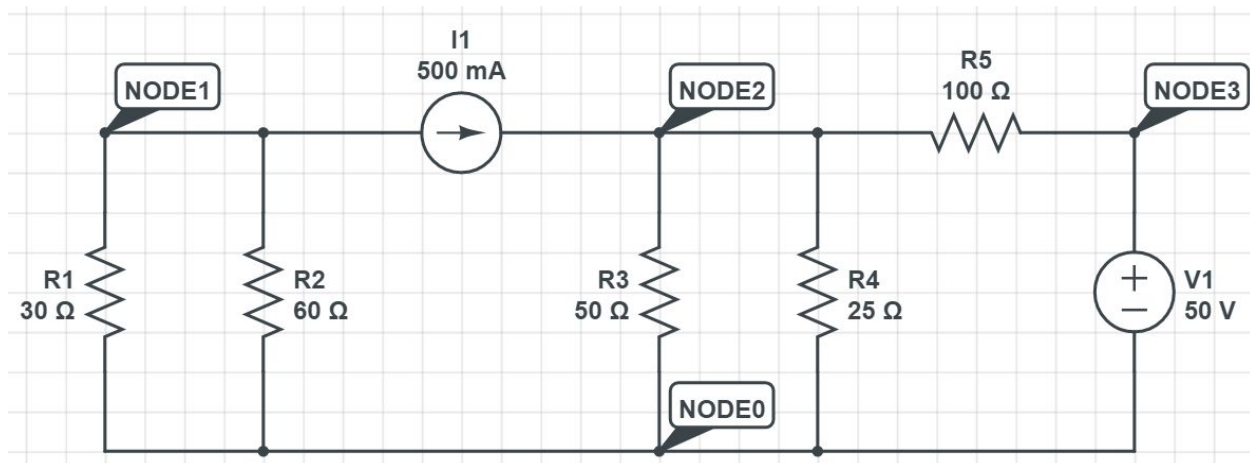 I1
500 mA
R5
100 Ω
NODE1
NODE2
NODE3
R1
30 Ω
R2
60 Ω
R3
50 Ω
R4
25 Ω
V1
50 V
NODE0